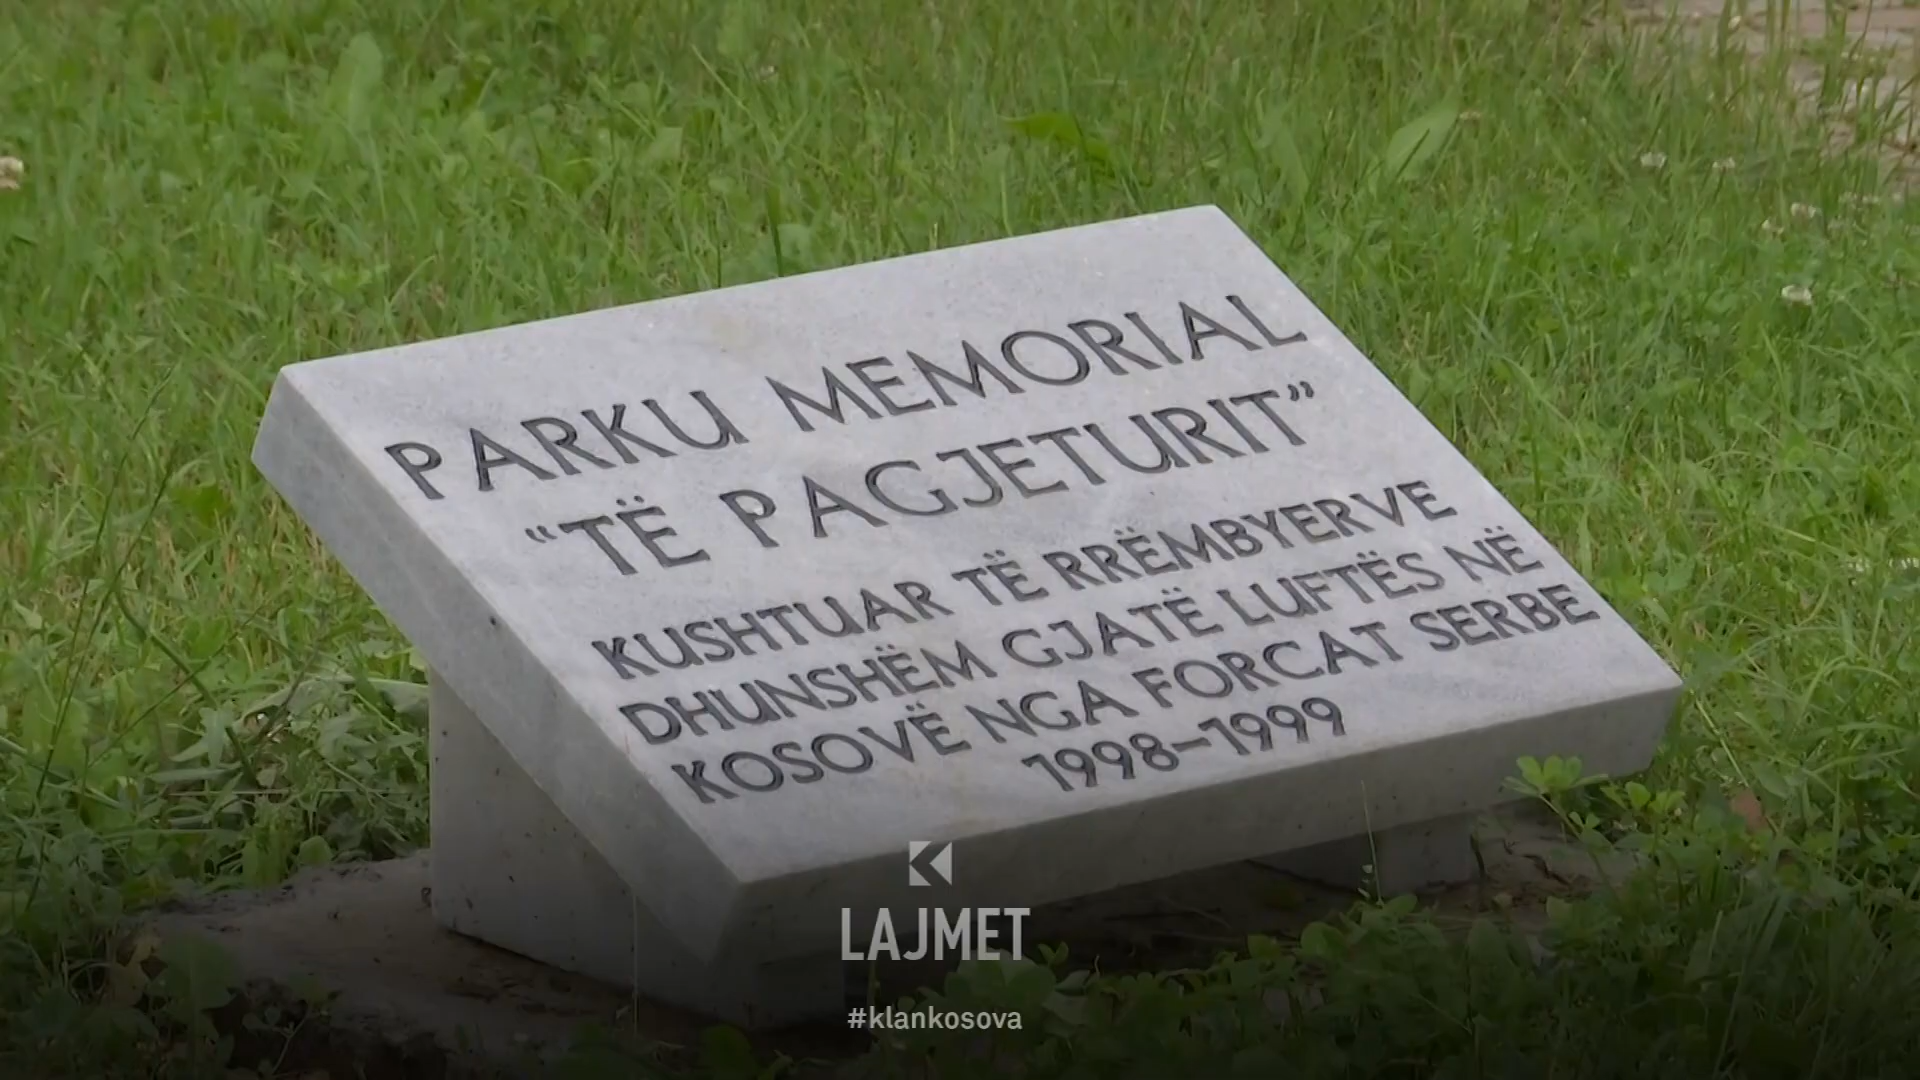 PARKU MEMORIAL
“TË PAGJETURIT”
KUSHTUAR TË RRËMBYERVE
DHUNSHËM GJATË LUFTËS NË
KOSOVË NGA FORCAT SERBE
1998–1999
LAJMET
#klankosova